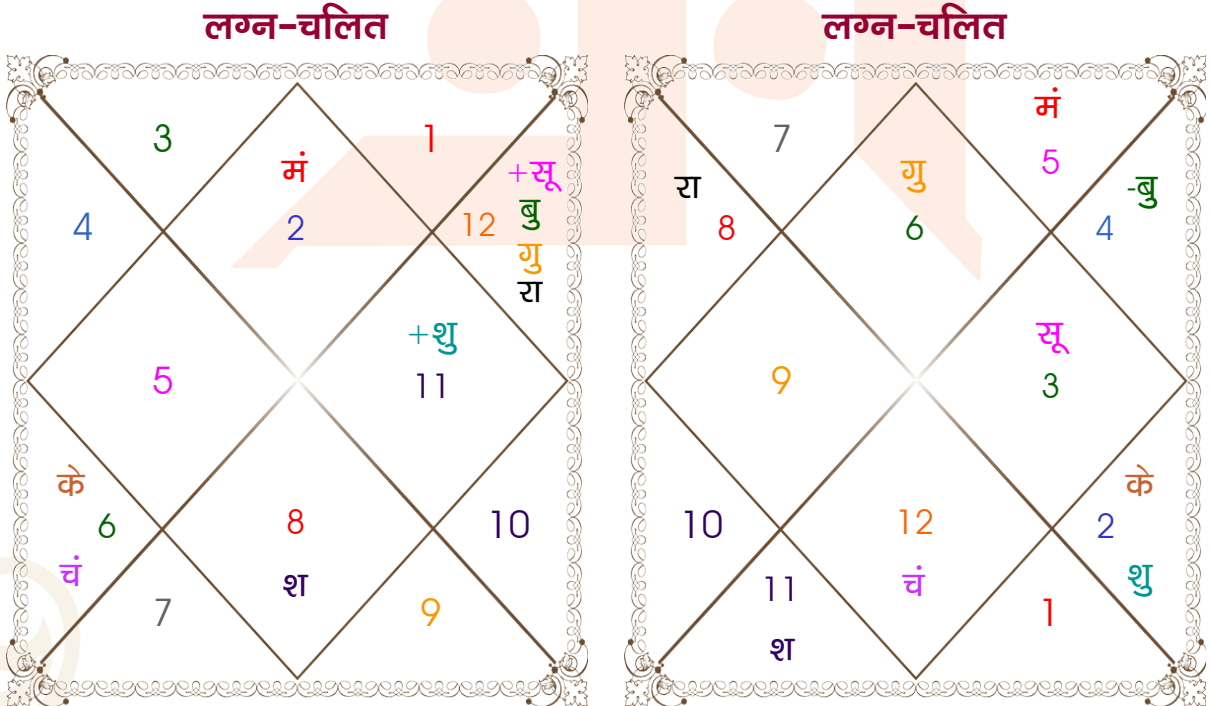 लग्न-चलित
3
1
मं
2
+सू
बु
12
गु
रा
4
+शु
11
5
के
6
चं
8
श
10
7
9
लग्न-चलित
7
मं
5
गु
6
रा
8
-बु
4
सू
3
9
के
2
शु
10
12
चं
11
श
1